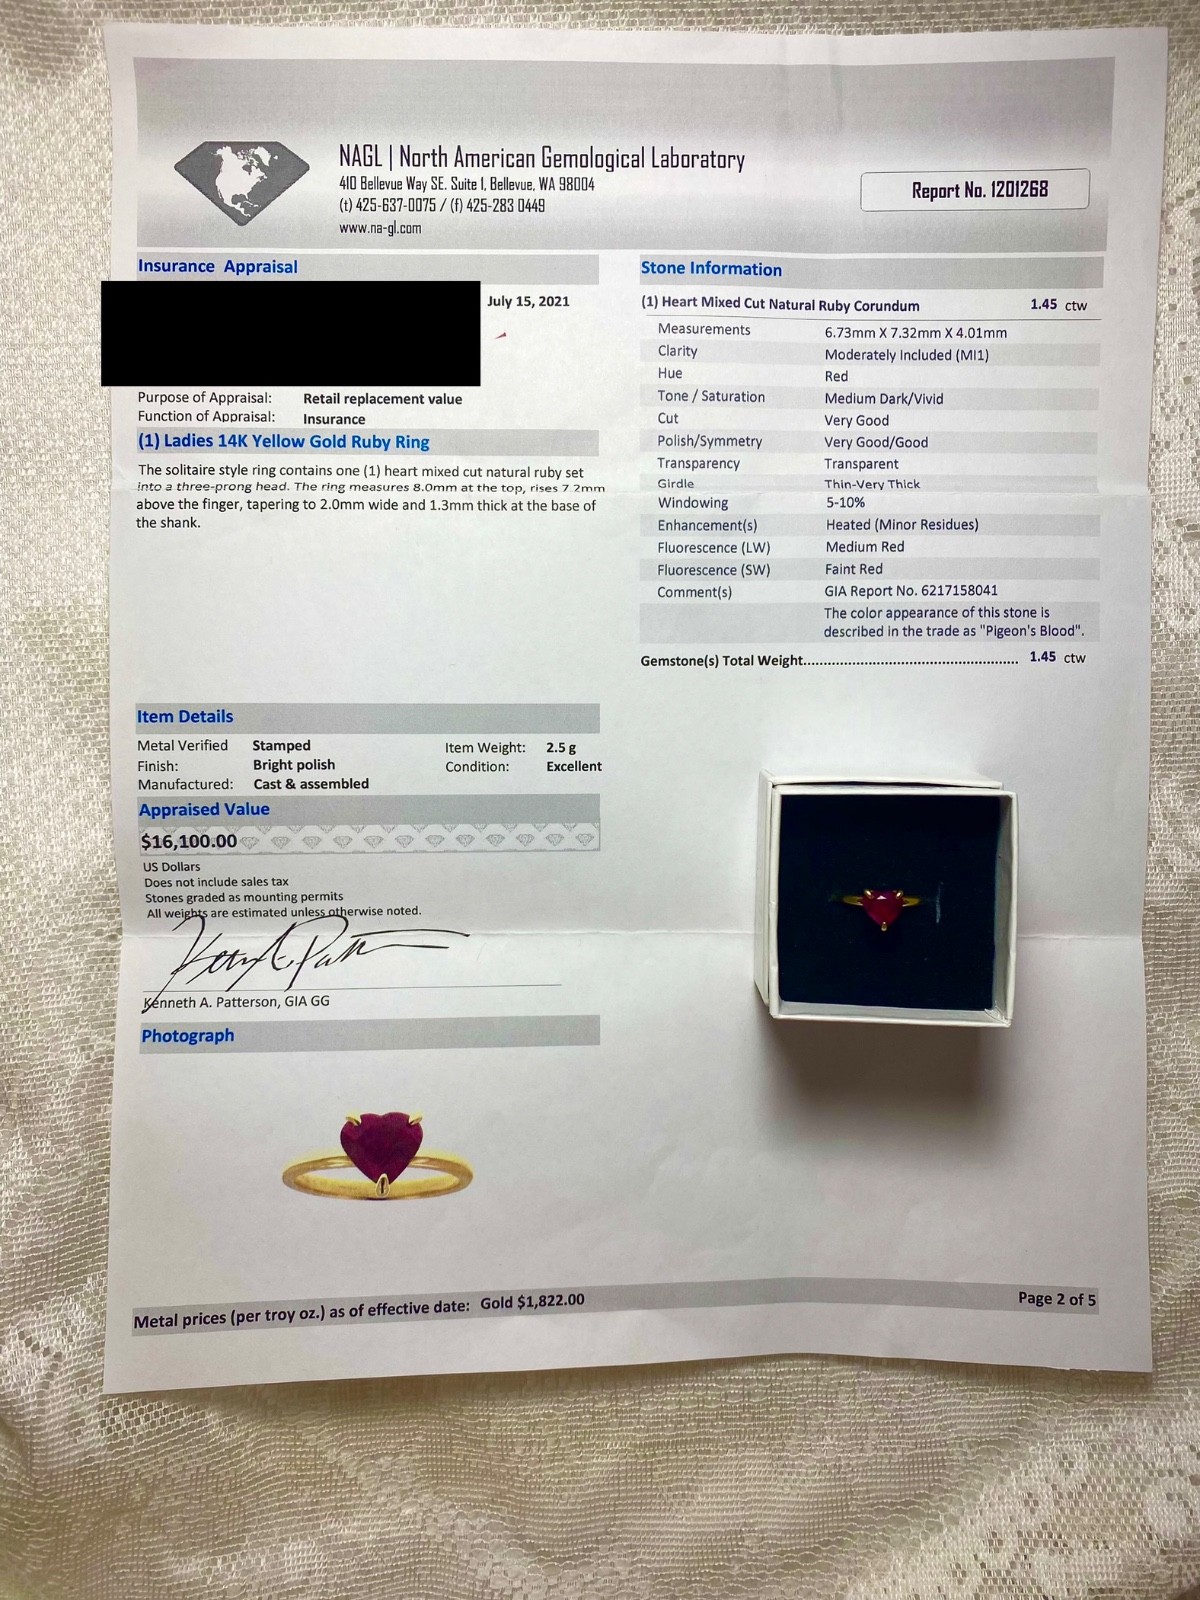 NAGL | North American Gemological Laboratory
410 Bellevue Way SE. Suite 1, Bellevue, WA 98004
(t) 425-637-0075 / (f) 425-283 0449
www.na-gl.com
Report No. 1201268
Insurance Appraisal
July 15, 2021
Purpose of Appraisal: Retail replacement value
Function of Appraisal: Insurance
(1) Ladies 14K Yellow Gold Ruby Ring
The solitaire style ring contains one (1) heart mixed cut natural ruby set
into a three-prong head. The ring measures 8.0mm at the top, rises 7.2mm
above the finger, tapering to 2.0mm wide and 1.3mm thick at the base of
the shank.
Stone Information
(1) Heart Mixed Cut Natural Ruby Corundum 1.45 ctw
Measurements 6.73mm X 7.32mm X 4.01mm
Clarity Moderately Included (MI1)
Hue Red
Tone / Saturation Medium Dark/Vivid
Cut Very Good
Polish/Symmetry Very Good/Good
Transparency Transparent
Girdle Thin-Very Thick
Windowing 5-10%
Enhancement(s) Heated (Minor Residues)
Fluorescence (LW) Medium Red
Fluorescence (SW) Faint Red
Comment(s) GIA Report No. 6217158041
The color appearance of this stone is
described in the trade as "Pigeon's Blood".
Gemstone(s) Total Weight........................................................ 1.45 ctw
Item Details
Metal Verified Stamped Item Weight: 2.5 g
Finish: Bright polish Condition: Excellent
Manufactured: Cast & assembled
Appraised Value
$16,100.00
US Dollars
Does not include sales tax
Stones graded as mounting permits
All weights are estimated unless otherwise noted.
Kenneth A. Patterson, GIA GG
Photograph
Metal prices (per troy oz.) as of effective date: Gold $1,822.00
Page 2 of 5